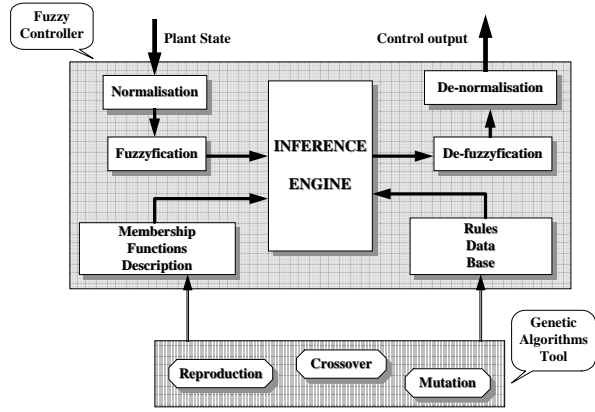 Fuzzy
Controller
Plant State
Control output
Normalisation
De-normalisation
Fuzzyfication
INFERENCE
ENGINE
De-fuzzyfication
Membership
Functions
Description
Rules
Data
Base
Genetic
Algorithms
Tool
Reproduction
Crossover
Mutation